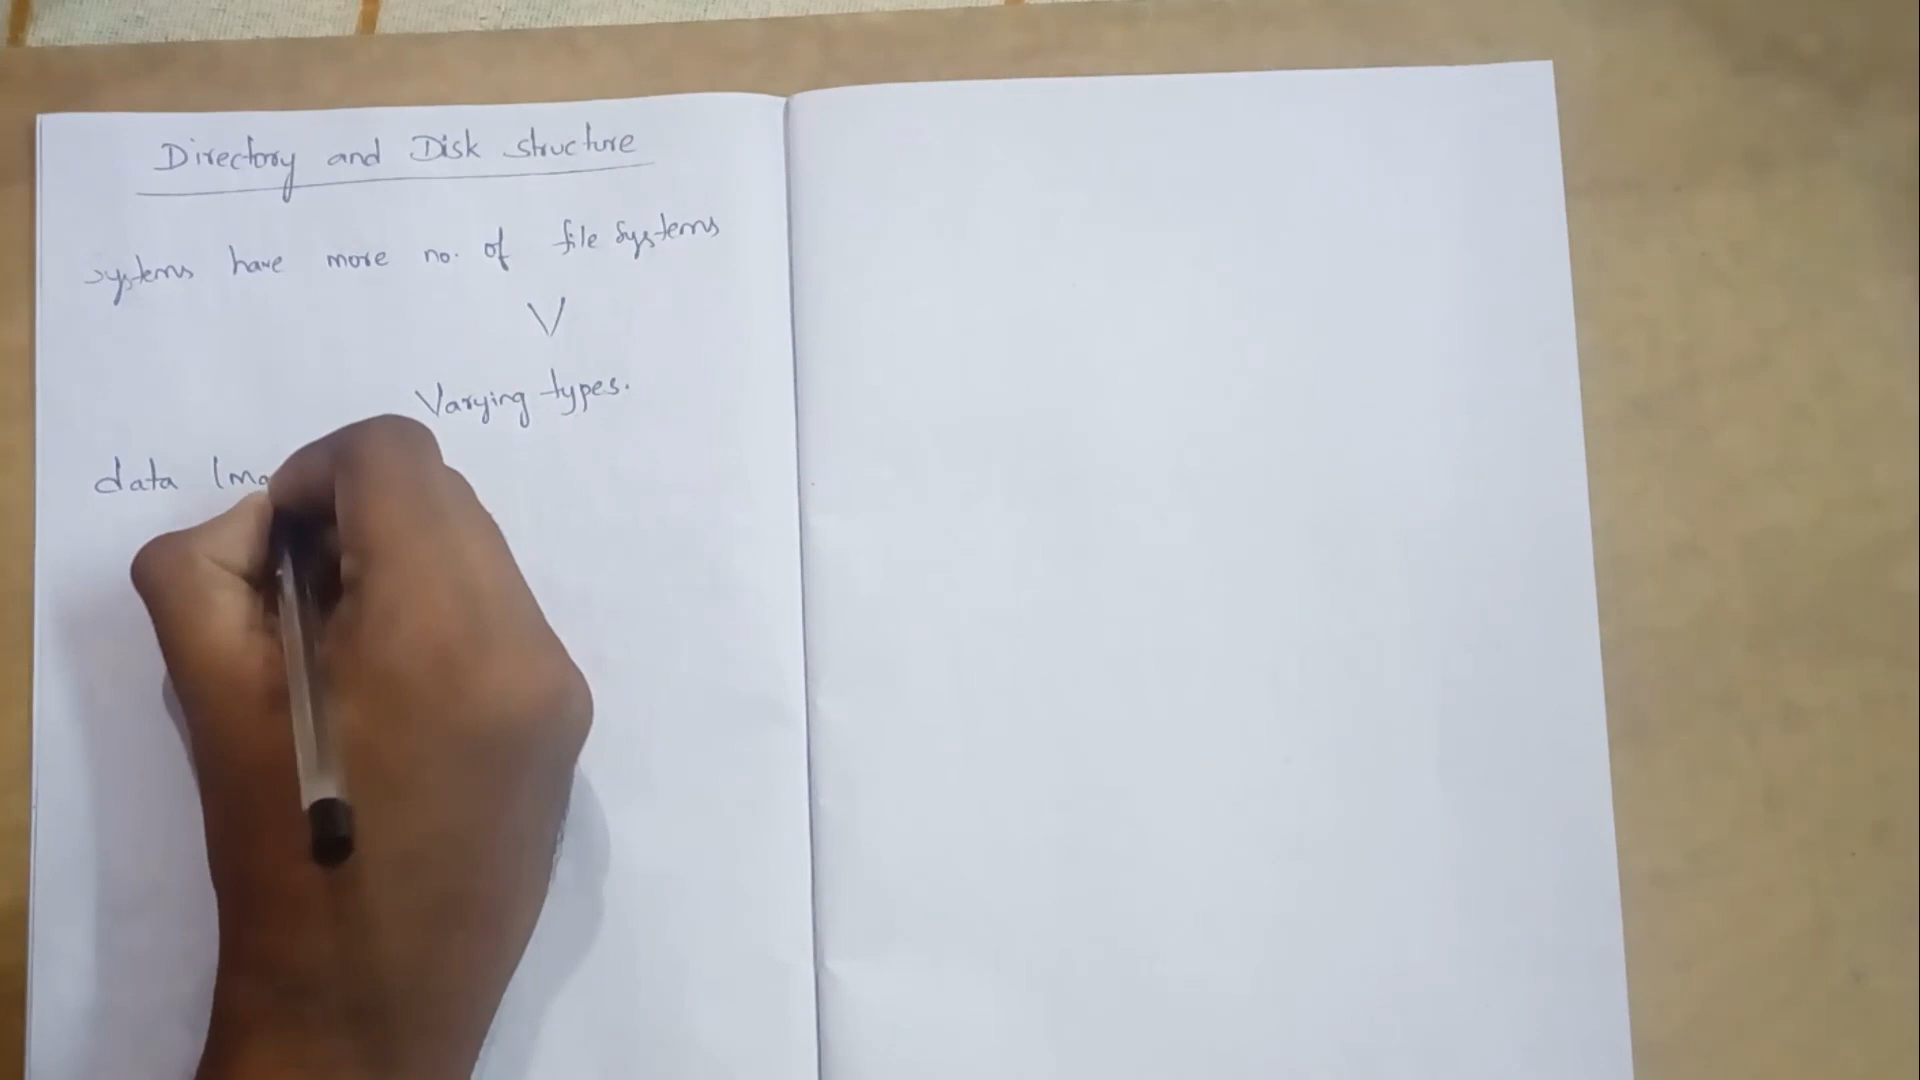 Directory and Disk structure
systems have more no. of file systems
V
Varying types.
data